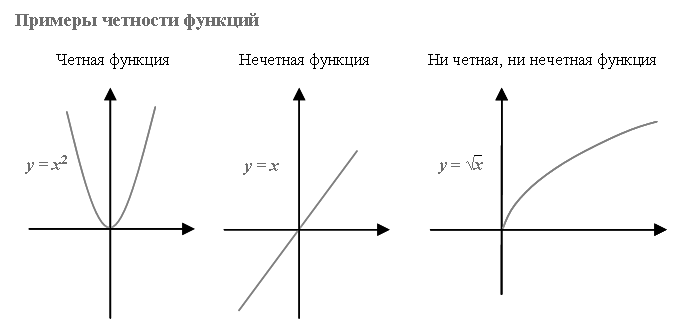 Примеры четности функций
Четная функция
Нечетная функция
Ни четная, ни нечетная функция
y = x²
y = x
y = √x